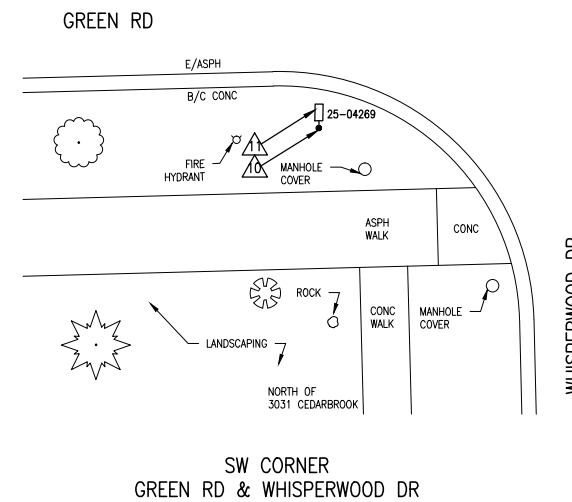 GREEN RD
E/ASPH
B/C CONC
25-04269
11
FIRE
HYDRANT
10
MANHOLE
COVER
ASPH
WALK
CONC
WHISPERWOOD DR
ROCK
CONC
WALK
MANHOLE
COVER
LANDSCAPING
NORTH OF
3031 CEDARBROOK
SW CORNER
GREEN RD & WHISPERWOOD DR